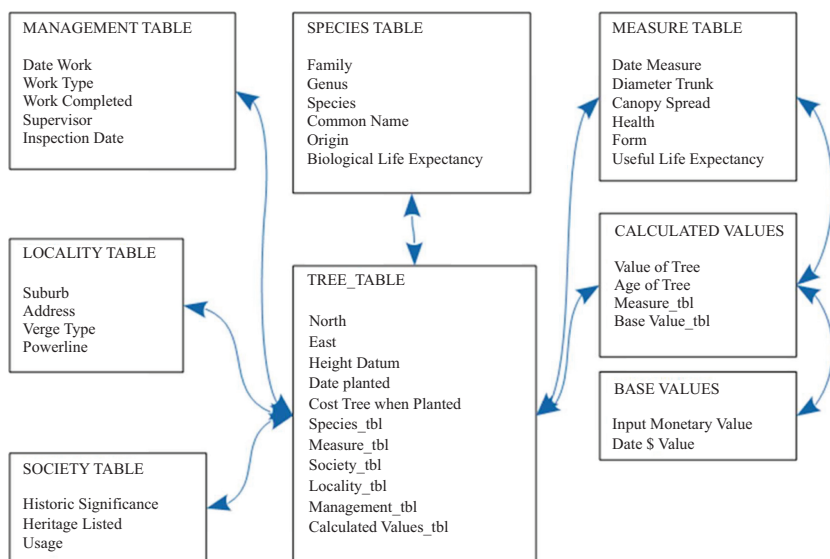 MANAGEMENT TABLE
Date Work
Work Type
Work Completed
Supervisor
Inspection Date
SPECIES TABLE
Family
Genus
Species
Common Name
Origin
Biological Life Expectancy
MEASURE TABLE
Date Measure
Diameter Trunk
Canopy Spread
Health
Form
Useful Life Expectancy
LOCALITY TABLE
Suburb
Address
Verge Type
Powerline
TREE_TABLE
North
East
Height Datum
Date planted
Cost Tree when Planted
Species_tbl
Measure_tbl
Society_tbl
Locality_tbl
Management_tbl
Calculated Values_tbl
CALCULATED VALUES
Value of Tree
Age of Tree
Measure_tbl
Base Value_tbl
BASE VALUES
Input Monetary Value
Date $ Value
SOCIETY TABLE
Historic Significance
Heritage Listed
Usage